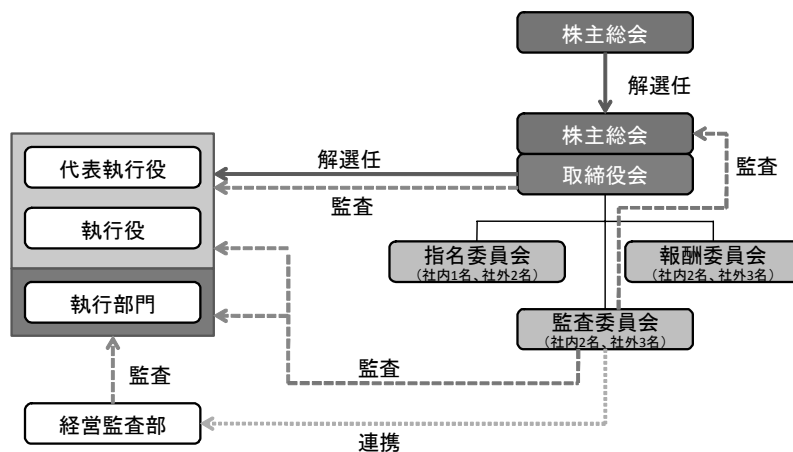 株主総会
解選任
株主総会
取締役会
監査
代表執行役
解選任
監査
執行役
指名委員会
（社内1名、社外2名）
報酬委員会
（社内2名、社外3名）
執行部門
監査委員会
（社内2名、社外3名）
監査
監査
経営監査部
連携